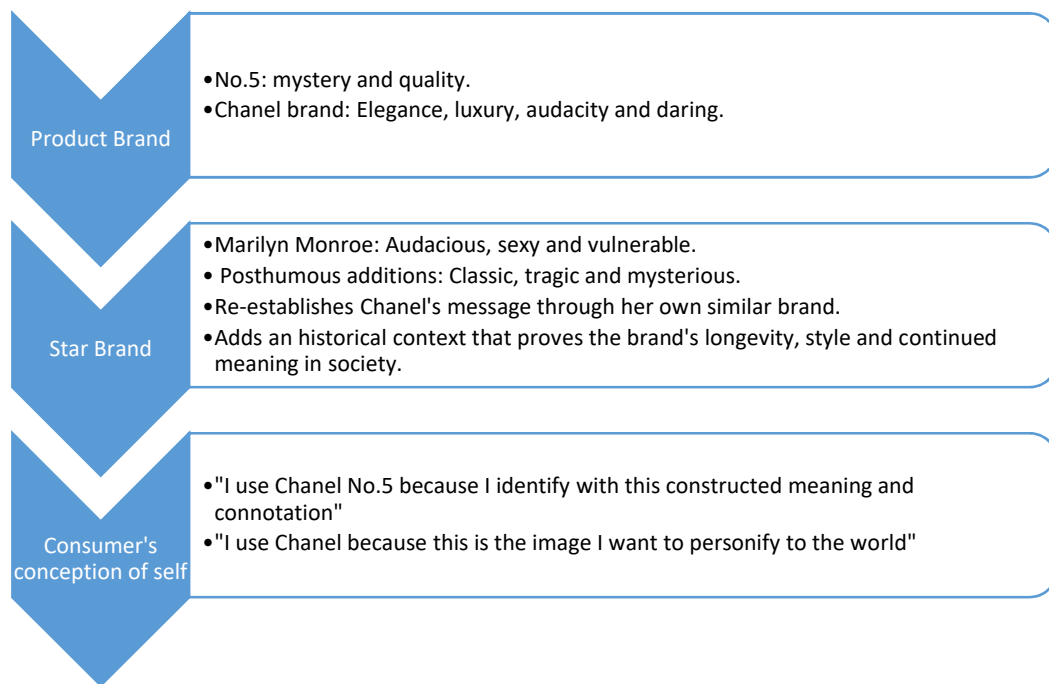 Product Brand
•No.5: mystery and quality.
•Chanel brand: Elegance, luxury, audacity and daring.
Star Brand
•Marilyn Monroe: Audacious, sexy and vulnerable.
• Posthumous additions: Classic, tragic and mysterious.
•Re-establishes Chanel's message through her own similar brand.
•Adds an historical context that proves the brand's longevity, style and continued
meaning in society.
Consumer's
conception of self
•"I use Chanel No.5 because I identify with this constructed meaning and
connotation"
•"I use Chanel because this is the image I want to personify to the world"